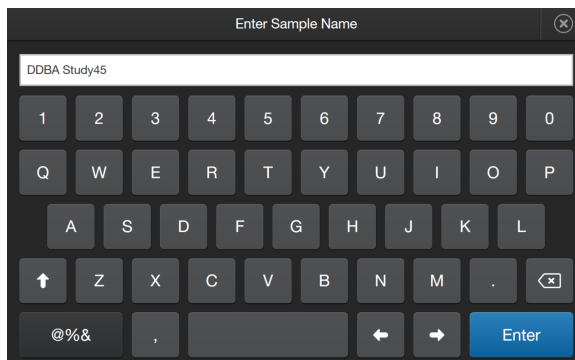 Enter Sample Name
DDBA Study45
1 2 3 4 5 6 7 8 9 0
Q W E R T Y U I O P
A S D F G H J K L
Z X C V B N M .
@%& , Enter